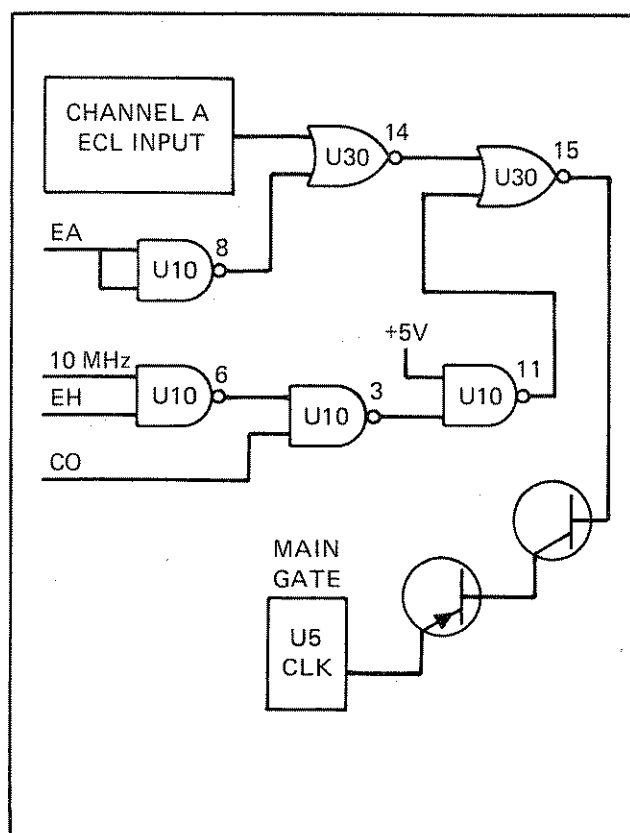 CHANNEL A
ECL INPUT
14
U30
15
U30
EA
8
U10
+5V
10 MHz
6
EH
U10
3
U10
11
U10
CO
MAIN
GATE
U5
CLK